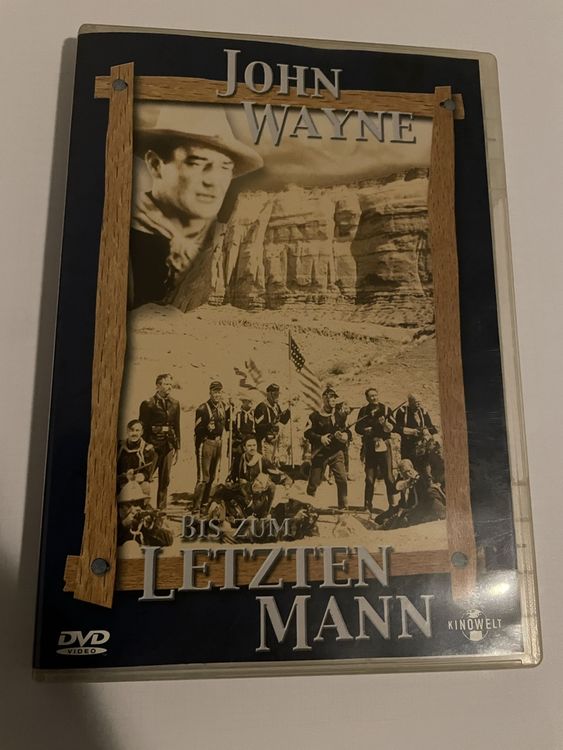 JOHN
WAYNE
BIS ZUM
LETZTEN
MANN
DVD
VIDEO
KINOWELT